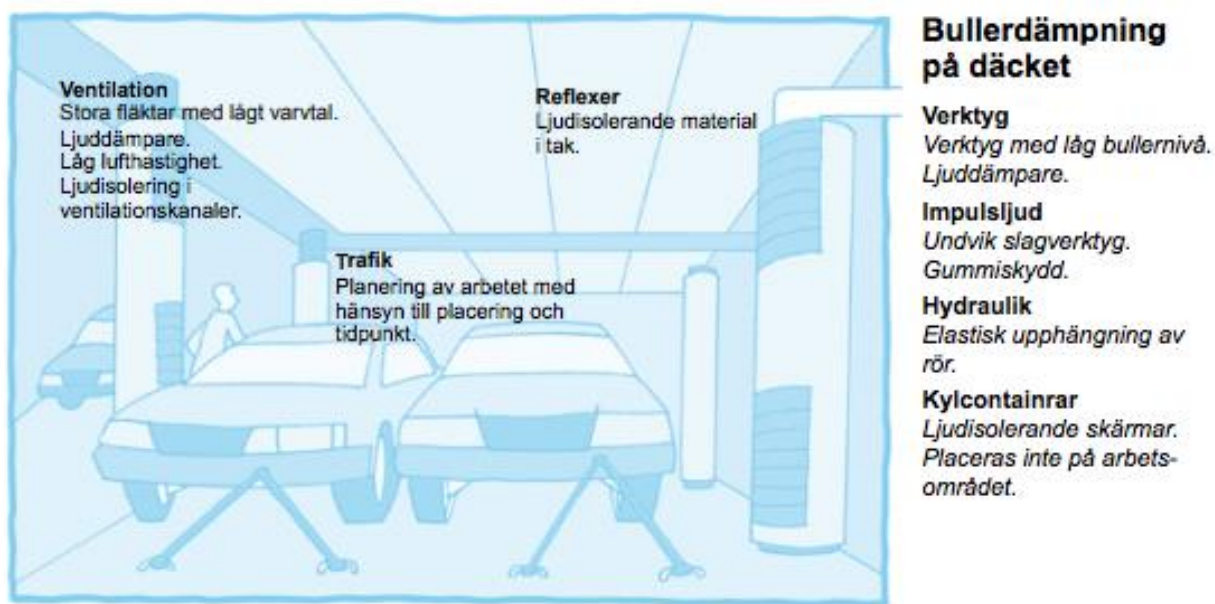 Bullerdämpning
på däcket
Ventilation
Stora fläktar med lågt varvtal.
Ljuddämpare.
Låg lufthastighet.
Ljudisolering i
ventilationskanaler.
Reflexer
Ljudisolerande material
i tak.
Trafik
Planering av arbetet med
hänsyn till placering och
tidpunkt.
Verktyg
Verktyg med låg bullernivå.
Ljuddämpare.
Impulsljud
Undvik slagverktyg.
Gummiskydd.
Hydraulik
Elastisk upphängning av
rör.
Kylcontainrar
Ljudisolerande skärmar.
Placeras inte på arbets-
området.